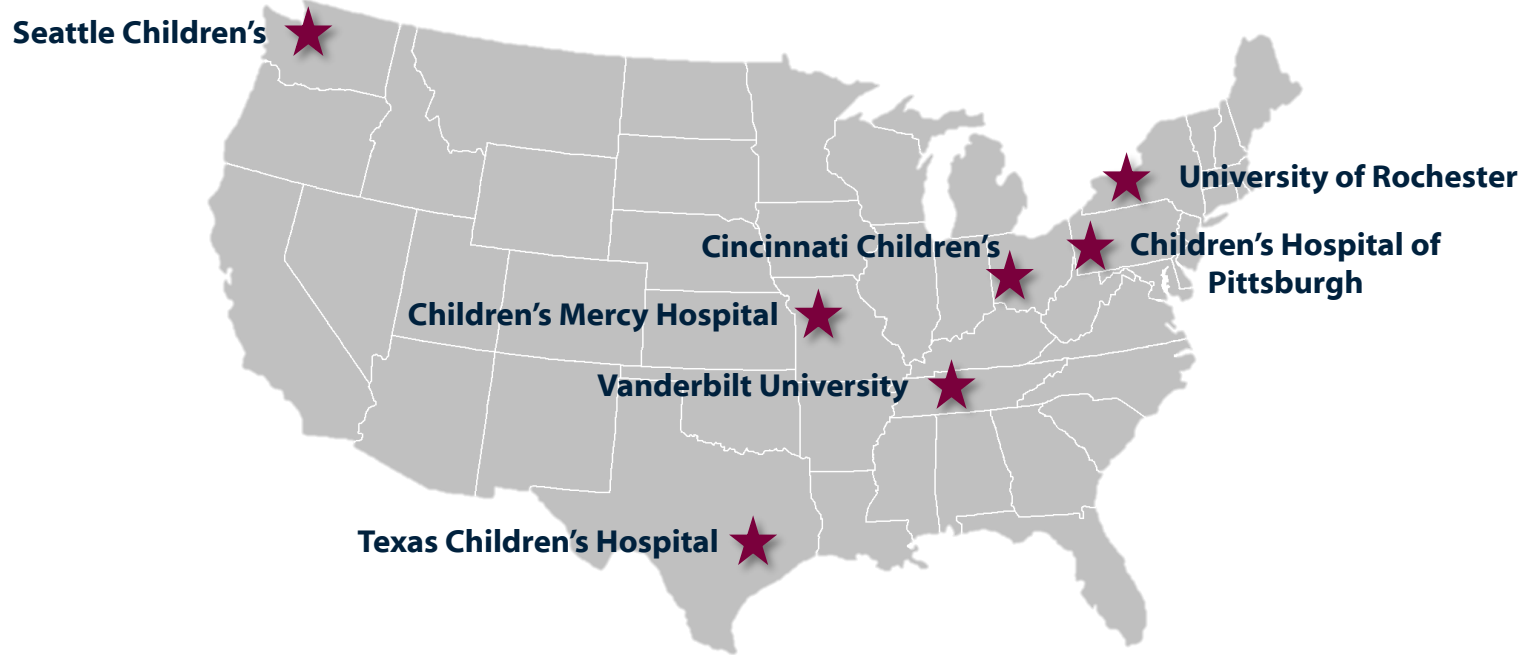 Seattle Children’s
University of Rochester
Cincinnati Children’s
Children’s Hospital of
Pittsburgh
Children’s Mercy Hospital
Vanderbilt University
Texas Children’s Hospital